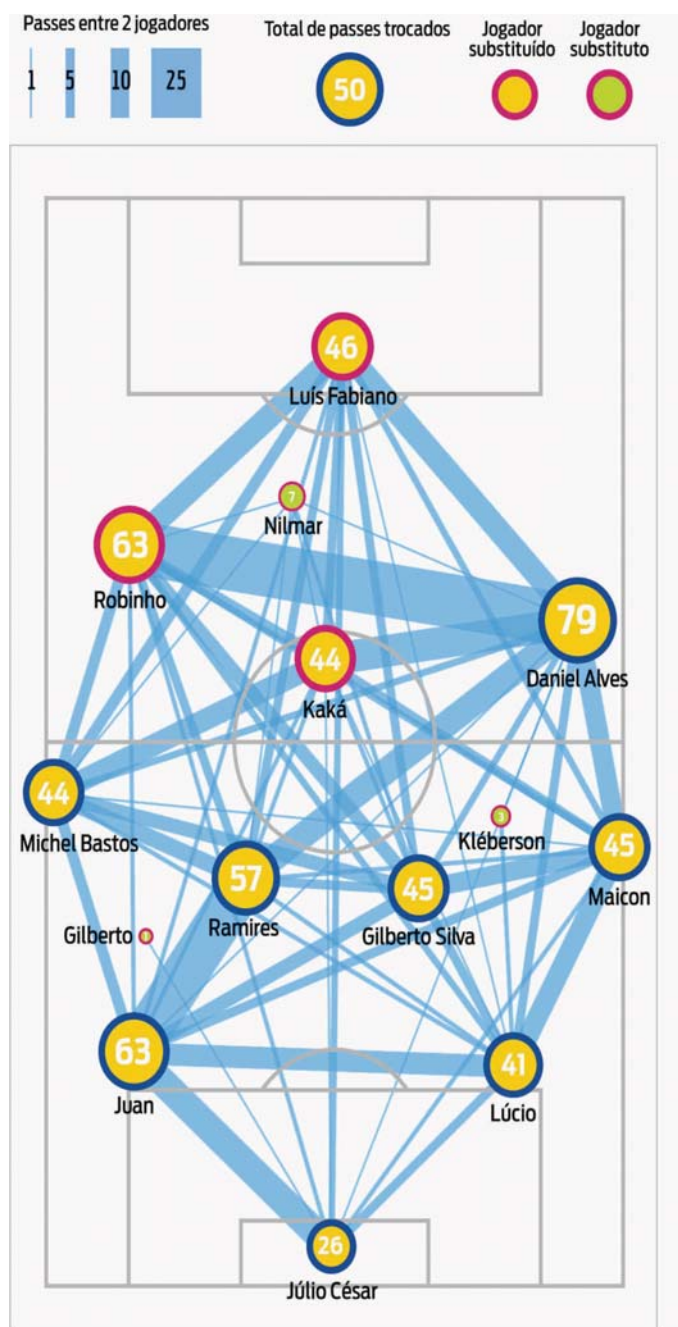 Passes entre 2 jogadores
1 5 10 25
Total de passes trocados
50
Jogador
substituído
Jogador
substituto
46
Luís Fabiano
7
Nilmar
63
Robinho
79
Daniel Alves
44
Kaká
44
Michel Bastos
3
Kléberson
45
Maicon
57
Ramires
45
Gilberto Silva
Gilberto
63
Juan
41
Lúcio
26
Júlio César